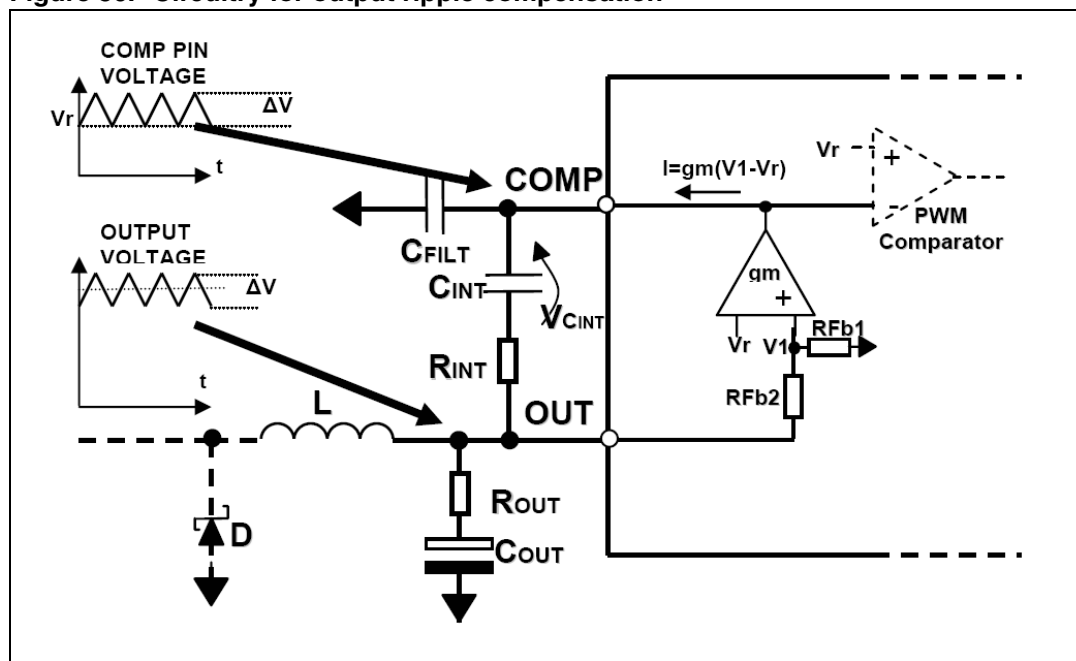 Figure 30. Circuitry for output ripple compensation
COMP PIN
VOLTAGE
Vr
ΔV
t
COMP
I=gm(V1-Vr)
Vr
+
-
PWM
Comparator
OUTPUT
VOLTAGE
ΔV
t
CFILT
CINT
VCINT
gm
+
Vr
V1
RFb1
RINT
RFb2
L
OUT
ROUT
D
COUT